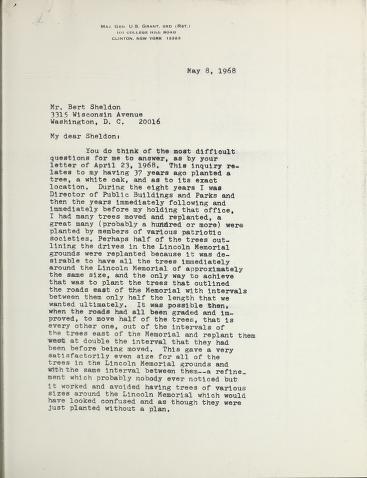 MAJ. GEN. U.S. GRANT, 3RD (RET.)
101 COLLEGE HILL ROAD
CLINTON, NEW YORK 13323
May 8, 1968
Mr. Bert Sheldon
3315 Wisconsin Avenue
Washington, D. C. 20016
My dear Sheldon:
You do think of the most difficult
questions for me to answer, as by your
letter of April 23, 1968. This inquiry re-
lates to my having 37 years ago planted a
tree, a white oak, and as to its exact
location. During the eight years I was
Director of Public Buildings and Parks and
then the years immediately following and
immediately before my holding that office,
I had many trees moved and replanted, a
great many (probably a hundred or more) were
planted by members of various patriotic
societies. Perhaps half of the trees out-
lining the drives in the Lincoln Memorial
grounds were replanted because it was de-
sirable to have all the trees immediately
around the Lincoln Memorial of approximately
the same size, and the only way to achieve
that was to plant the trees that outlined
the roads east of the Memorial with intervals
between them only half the length that we
wanted ultimately. It was possible then,
when the roads had all been graded and im-
proved, to move half of the trees, that is
every other one, out of the intervals of
the trees east of the Memorial and replant them
west at double the interval that they had
been before being moved. This gave a very
satisfactorily even size for all of the
trees in the Lincoln Memorial grounds and
with the same interval between them--a refine-
ment which probably nobody ever noticed but
it worked and avoided having trees of various
sizes around the Lincoln Memorial which would
have looked confused and as though they were
just planted without a plan.